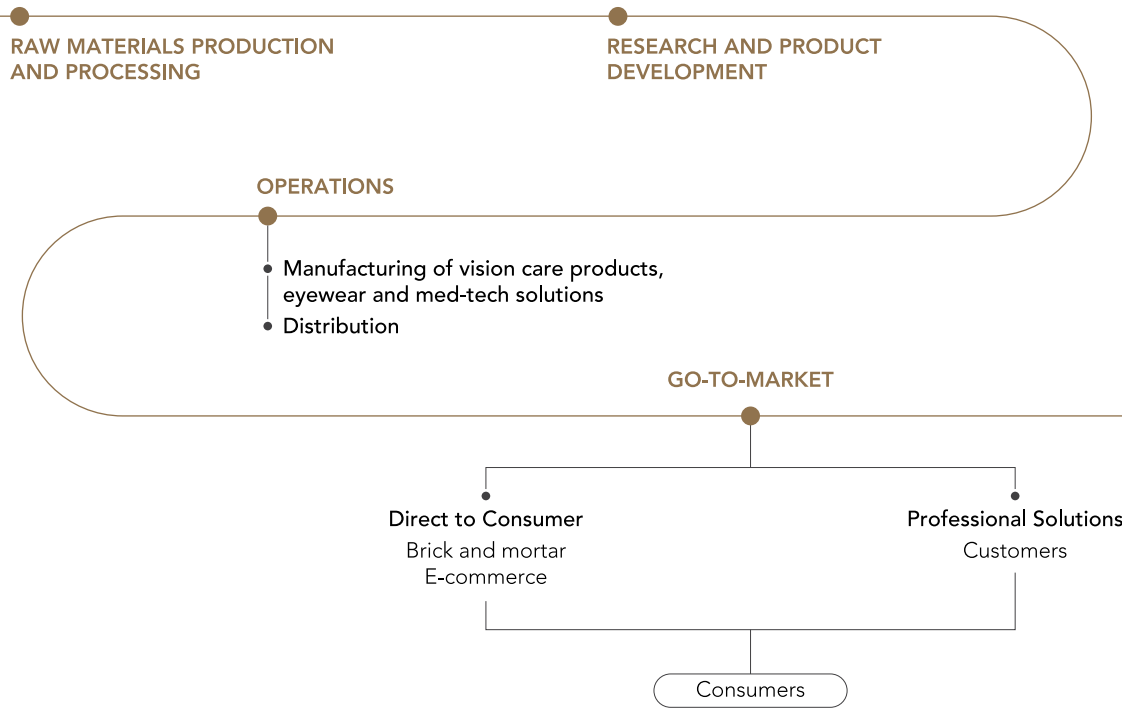 RAW MATERIALS PRODUCTION
AND PROCESSING
RESEARCH AND PRODUCT
DEVELOPMENT
OPERATIONS
Manufacturing of vision care products,
eyewear and med-tech solutions
Distribution
GO-TO-MARKET
Direct to Consumer
Brick and mortar
E-commerce
Professional Solutions
Customers
Consumers